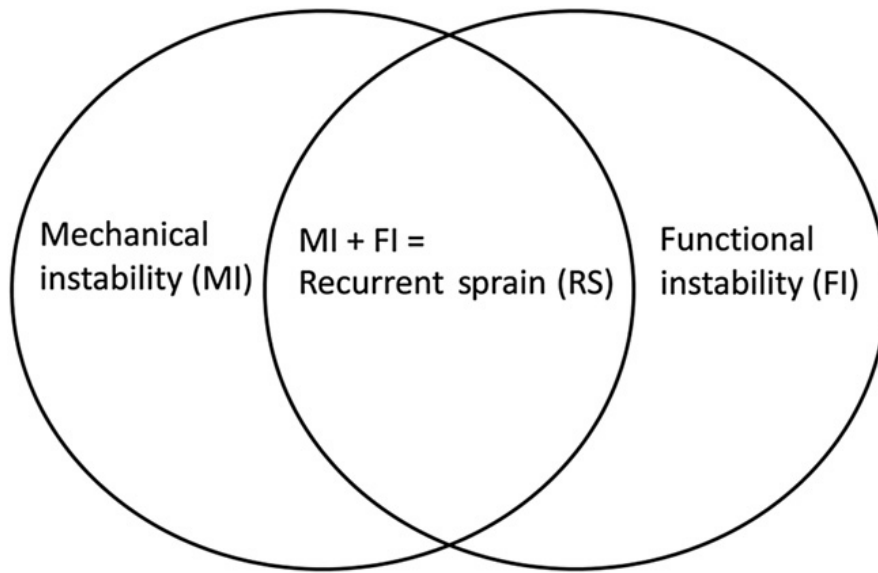 Mechanical
instability (MI)
MI + FI =
Recurrent sprain (RS)
Functional
instability (FI)